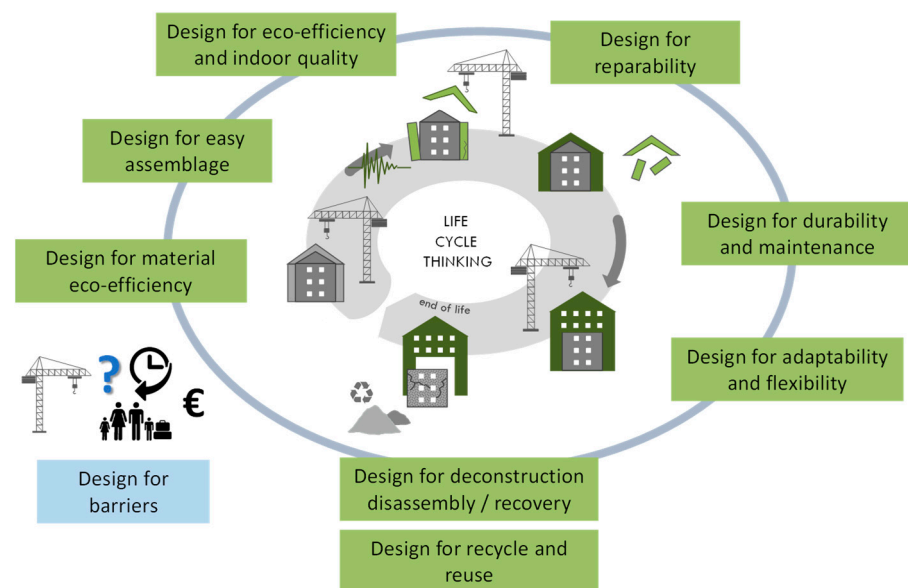 Design for eco-efficiency
and indoor quality
Design for
reparability
Design for easy
assemblage
LIFE
CYCLE
THINKING
Design for durability
and maintenance
Design for material
eco-efficiency
end of life
Design for adaptability
and flexibility
?
€
Design for
barriers
Design for deconstruction
disassembly / recovery
Design for recycle and
reuse